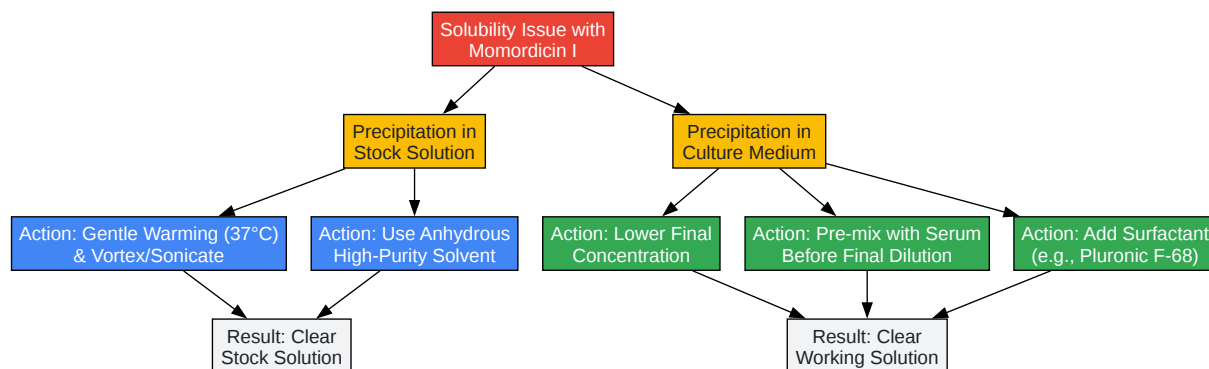 Solubility Issue with
Momordicin I
Precipitation in
Stock Solution
Precipitation in
Culture Medium
Action: Gentle Warming (37°C)
& Vortex/Sonicate
Action: Use Anhydrous
High-Purity Solvent
Action: Lower Final
Concentration
Action: Pre-mix with Serum
Before Final Dilution
Action: Add Surfactant
(e.g., Pluronic F-68)
Result: Clear
Stock Solution
Result: Clear
Working Solution